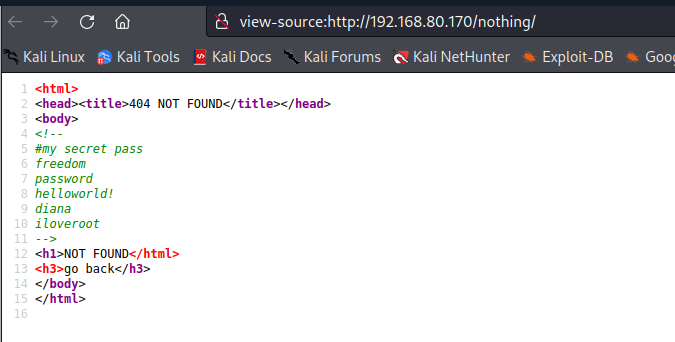 view-source:http://192.168.80.170/nothing/
Kali Linux Kali Tools Kali Docs Kali Forums Kali NetHunter Exploit-DB Goog
1 <html>
2 <head><title>404 NOT FOUND</title></head>
3 <body>
4 <!--
5 #my secret pass
6 freedom
7 password
8 helloworld!
9 diana
10 iloveroot
11 -->
12 <h1>NOT FOUND</html>
13 <h3>go back</h3>
14 </body>
15 </html>
16